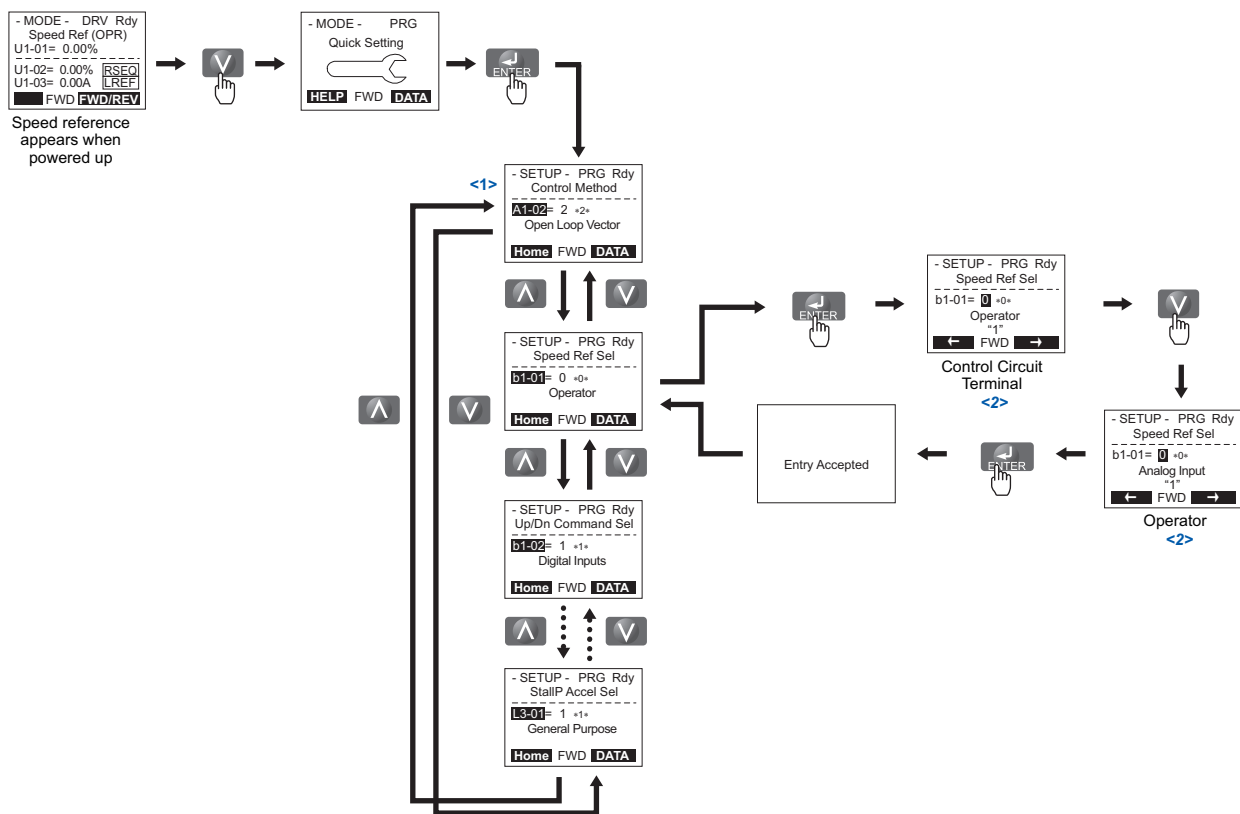 - MODE - DRV Rdy
Speed Ref (OPR)
U1-01= 0.00%
U1-02= 0.00% RSEQ
U1-03= 0.00A LREF
FWD FWD/REV
Speed reference
appears when
powered up
- MODE - PRG
Quick Setting
HELP FWD DATA
ENTER
<1>
- SETUP - PRG Rdy
Control Method
A1-02= 2 *2*
Open Loop Vector
Home FWD DATA
- SETUP - PRG Rdy
Speed Ref Sel
b1-01= 0 *0*
Operator
Home FWD DATA
- SETUP - PRG Rdy
Up/Dn Command Sel
b1-02= 1 *1*
Digital Inputs
Home FWD DATA
- SETUP - PRG Rdy
StallP Accel Sel
L3-01= 1 *1*
General Purpose
Home FWD DATA
ENTER
- SETUP - PRG Rdy
Speed Ref Sel
b1-01= 0 *0*
Operator
“1”
← FWD →
Control Circuit
Terminal
<2>
- SETUP - PRG Rdy
Speed Ref Sel
b1-01= 0 *0*
Analog Input
“1”
← FWD →
Operator
<2>
ENTER
Entry Accepted